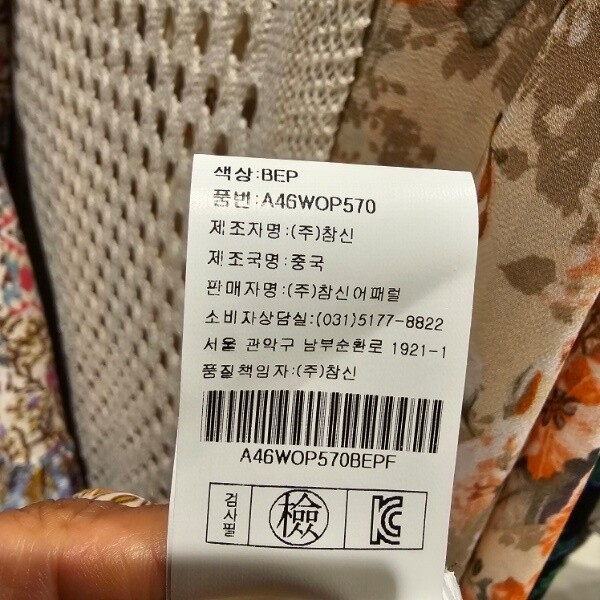 색상:BEP
품번:A46WOP570
제조자명:(주)참신
제조국명:중국
판매자명:(주)참신어패럴
소비자상담실:(031)5177-8822
서울 관악구 남부순환로 1921-1
품질책임자:(주)참신
A46WOP570BEPF
검사필
檢
KC